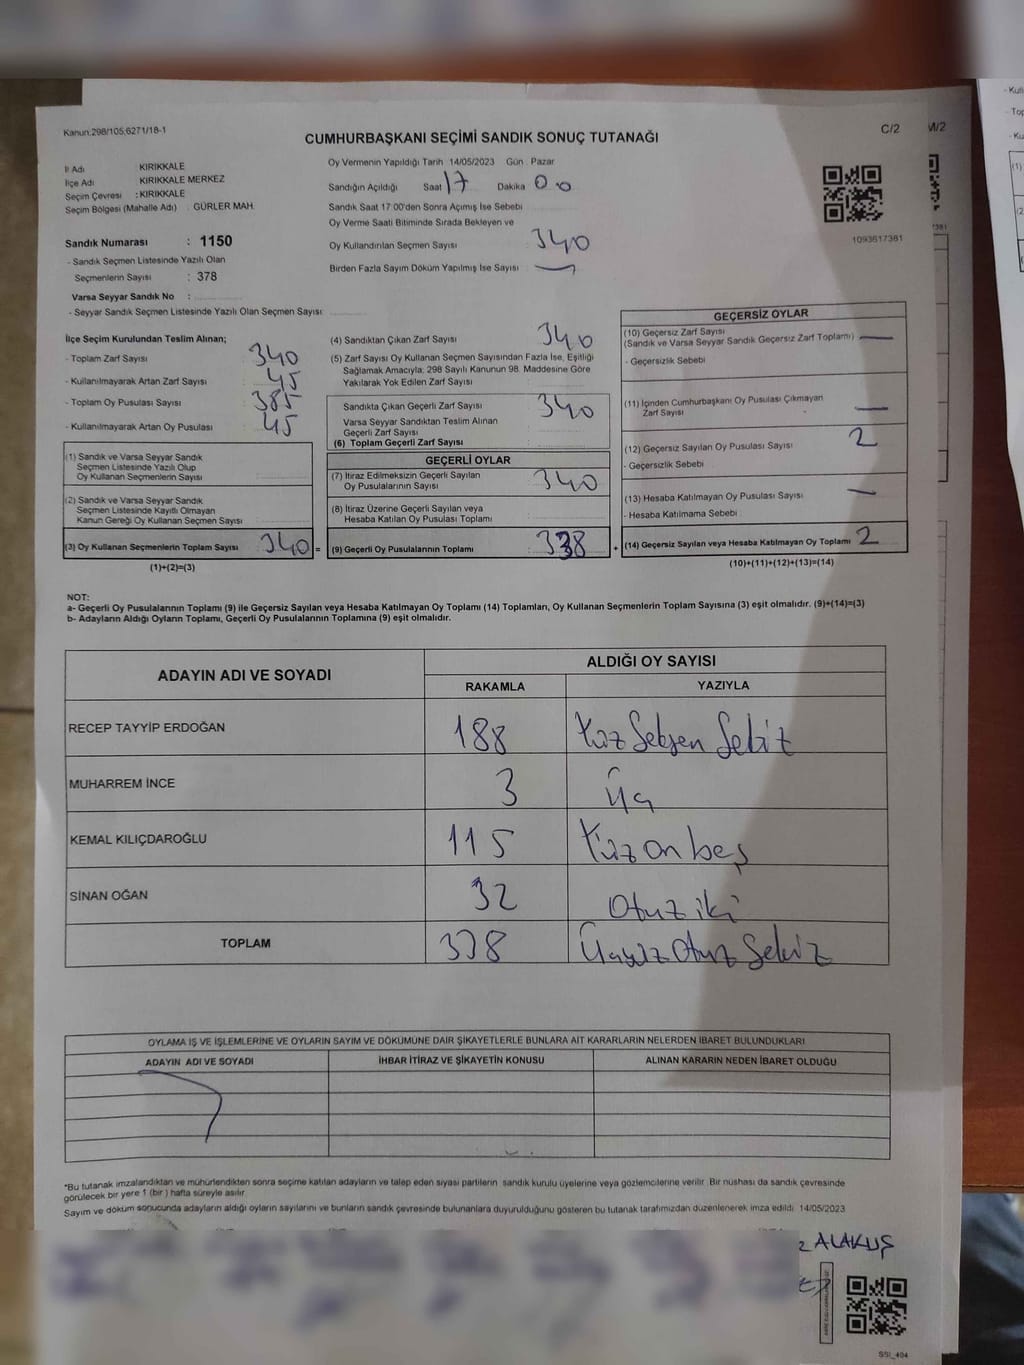 Kanun:298/105;6271/18-1
C/2
M/2
CUMHURBAŞKANI SEÇİMİ SANDIK SONUÇ TUTANAĞI
İl Adı : KIRIKKALE
İlçe Adı : KIRIKKALE MERKEZ
Seçim Çevresi : KIRIKKALE
Seçim Bölgesi (Mahalle Adı) : GÜRLER MAH.
Oy Vermenin Yapıldığı Tarih 14/05/2023 Gün : Pazar
Sandığın Açıldığı Saat 17 Dakika 00
Sandık Saat 17:00'den Sonra Açımış İse Sebebi
Oy Verme Saati Bitiminde Sırada Bekleyen ve
Oy Kullandırılan Seçmen Sayısı 340
Birden Fazla Sayım Döküm Yapılmış İse Sayısı : —
1093617381
Sandık Numarası : 1150
- Sandık Seçmen Listesinde Yazılı Olan
Seçmenlerin Sayısı : 378
Varsa Seyyar Sandık No :
- Seyyar Sandık Seçmen Listesinde Yazılı Olan Seçmen Sayısı :
İlçe Seçim Kurulundan Teslim Alınan;
- Toplam Zarf Sayısı 340
- Kullanılmayarak Artan Zarf Sayısı 45
- Toplam Oy Pusulası Sayısı 385
- Kullanılmayarak Artan Oy Pusulası 45
(1) Sandık ve Varsa Seyyar Sandık
Seçmen Listesinde Yazılı Olup
Oy Kullanan Seçmenlerin Sayısı
(2) Sandık ve Varsa Seyyar Sandık
Seçmen Listesinde Kayıtlı Olmayan
Kanun Gereği Oy Kullanan Seçmen Sayısı
(3) Oy Kullanan Seçmenlerin Toplam Sayısı 340 =
(1)+(2)=(3)
(4) Sandıktan Çıkan Zarf Sayısı 340
(5) Zarf Sayısı Oy Kullanan Seçmen Sayısından Fazla İse, Eşitliği
Sağlamak Amacıyla; 298 Sayılı Kanunun 98. Maddesine Göre
Yakılarak Yok Edilen Zarf Sayısı
Sandıkta Çıkan Geçerli Zarf Sayısı 340
Varsa Seyyar Sandıktan Teslim Alınan
Geçerli Zarf Sayısı
(6) Toplam Geçerli Zarf Sayısı
GEÇERLİ OYLAR
(7) İtiraz Edilmeksizin Geçerli Sayılan
Oy Pusulalarının Sayısı 340
(8) İtiraz Üzerine Geçerli Sayılan veya
Hesaba Katılan Oy Pusulası Toplamı
(9) Geçerli Oy Pusulalarının Toplamı 338 +
GEÇERSİZ OYLAR
(10) Geçersiz Zarf Sayısı
(Sandık ve Varsa Seyyar Sandık Geçersiz Zarf Toplamı) —
- Geçersizlik Sebebi
(11) İçinden Cumhurbaşkanı Oy Pusulası Çıkmayan
Zarf Sayısı —
(12) Geçersiz Sayılan Oy Pusulası Sayısı 2
- Geçersizlik Sebebi
(13) Hesaba Katılmayan Oy Pusulası Sayısı —
- Hesaba Katılmama Sebebi
(14) Geçersiz Sayılan veya Hesaba Katılmayan Oy Toplamı 2
(10)+(11)+(12)+(13)=(14)
NOT:
a- Geçerli Oy Pusulalarının Toplamı (9) ile Geçersiz Sayılan veya Hesaba Katılmayan Oy Toplamı (14) Toplamları, Oy Kullanan Seçmenlerin Toplam Sayısına (3) eşit olmalıdır. (9)+(14)=(3)
b- Adayların Aldığı Oyların Toplamı, Geçerli Oy Pusulalarının Toplamına (9) eşit olmalıdır.
ADAYIN ADI VE SOYADI
ALDIĞI OY SAYISI
RAKAMLA YAZIYLA
RECEP TAYYİP ERDOĞAN 188 Yüz Seksen Sekiz
MUHARREM İNCE 3 Üç
KEMAL KILIÇDAROĞLU 115 Yüz on beş
SİNAN OĞAN 32 Otuz iki
TOPLAM 338 Üçyüz Otuz Sekiz
OYLAMA İŞ VE İŞLEMLERİNE VE OYLARIN SAYIM VE DÖKÜMÜNE DAİR ŞİKAYETLERLE BUNLARA AİT KARARLARIN NELERDEN İBARET BULUNDUKLARI
ADAYIN ADI VE SOYADI İHBAR İTİRAZ VE ŞİKAYETİN KONUSU ALINAN KARARIN NEDEN İBARET OLDUĞU
*Bu tutanak imzalandıktan ve mühürlendikten sonra seçime katılan adayların ve talep eden siyasi partilerin sandık kurulu üyelerine veya gözlemcilerine verilir. Bir nüshası da sandık çevresinde
görülecek bir yere 1 (bir) hafta süreyle asılır.
Sayım ve döküm sonucunda adayların aldığı oyların sayılarını ve bunların sandık çevresinde bulunanlara duyurulduğunu gösteren bu tutanak tarafımızdan düzenlenerek imza edildi. 14/05/2023
ALAKUŞ
SSI_404